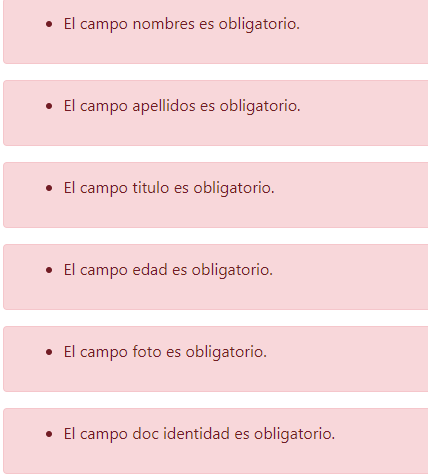 El campo nombres es obligatorio.
El campo apellidos es obligatorio.
El campo titulo es obligatorio.
El campo edad es obligatorio.
El campo foto es obligatorio.
El campo doc identidad es obligatorio.